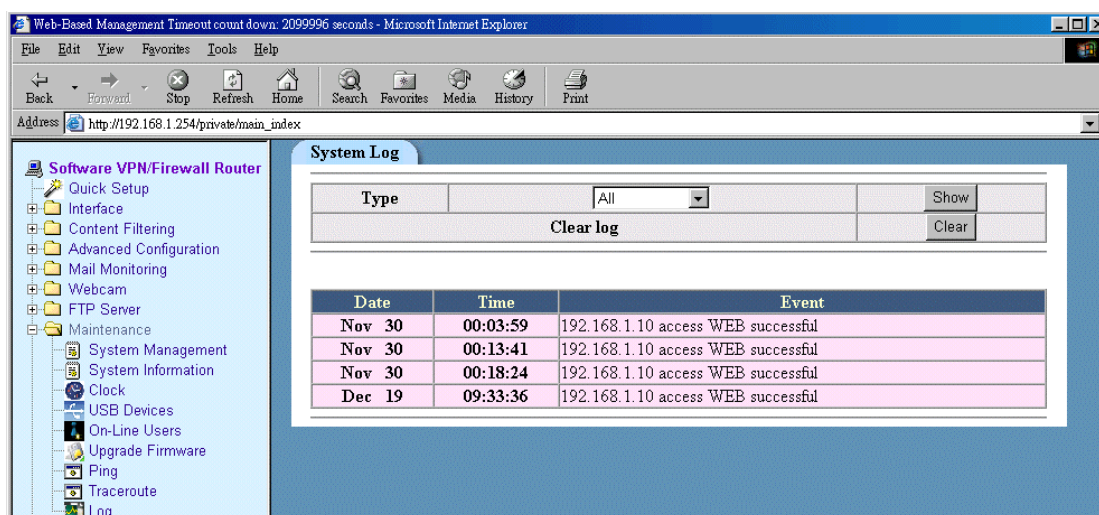 Web-Based Management Timeout count down: 2099996 seconds - Microsoft Internet Explorer
File Edit View Favorites Tools Help
Back Forward Stop Refresh Home Search Favorites Media History Print
Address http://192.168.1.254/private/main_index
Software VPN/Firewall Router
Quick Setup
Interface
Content Filtering
Advanced Configuration
Mail Monitoring
Webcam
FTP Server
Maintenance
System Management
System Information
Clock
USB Devices
On-Line Users
Upgrade Firmware
Ping
Traceroute
Log
System Log
Type All Show
Clear log Clear
Date Time Event
Nov 30 00:03:59 192.168.1.10 access WEB successful
Nov 30 00:13:41 192.168.1.10 access WEB successful
Nov 30 00:18:24 192.168.1.10 access WEB successful
Dec 19 09:33:36 192.168.1.10 access WEB successful